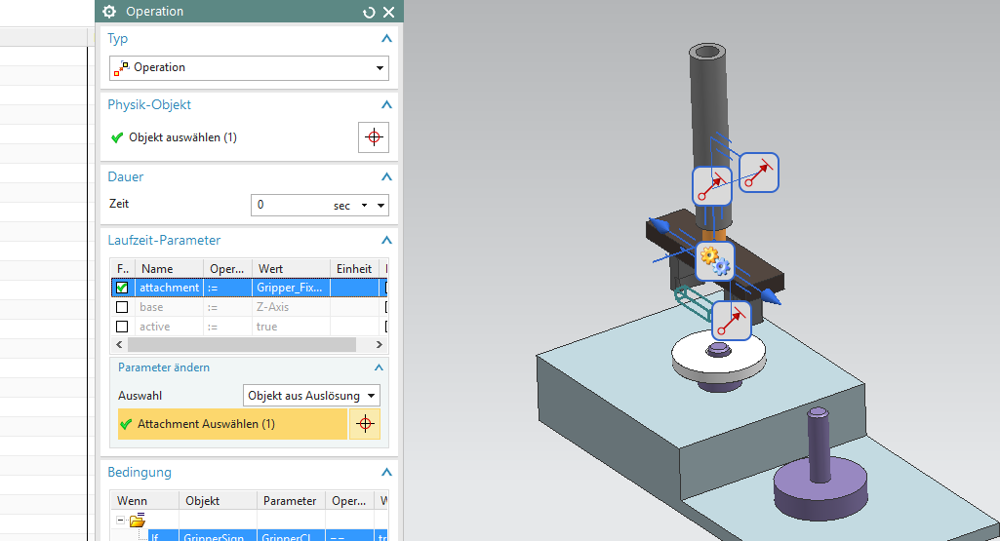 Operation
Typ
Operation
Physik-Objekt
Objekt auswählen (1)
Dauer
Zeit 0 sec
Laufzeit-Parameter
F.. Name Oper... Wert Einheit
attachment := Gripper_Fix...
base := Z-Axis
active := true
Parameter ändern
Auswahl Objekt aus Auslösung
Attachment Auswählen (1)
Bedingung
Wenn Objekt Parameter Oper...
If GripperSign GripperCl ==